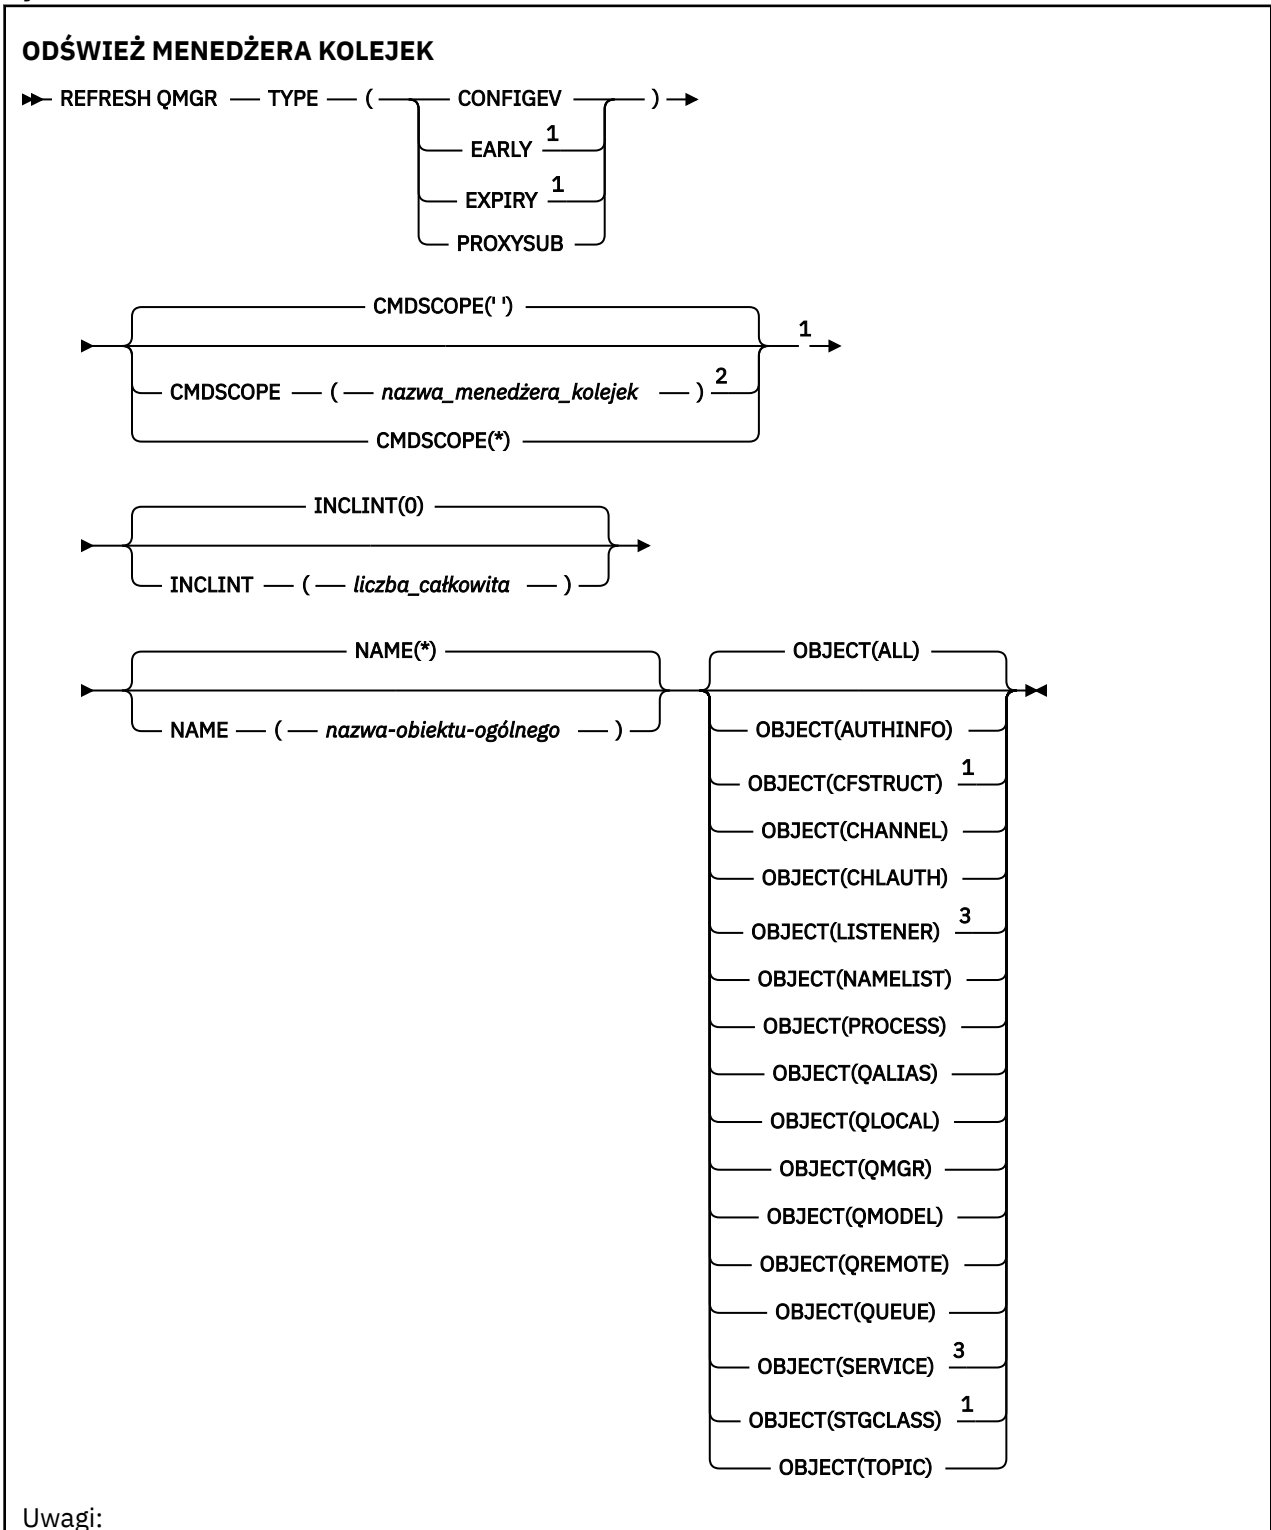 ODŚWIEŻ MENEDŻERA KOLEJEK
REFRESH QMGR TYPE ( CONFIGEV )
EARLY 1
EXPIRY 1
PROXYSUB
CMDSCOPE(' ')
1
CMDSCOPE ( nazwa_menedżera_kolejek ) 2
CMDSCOPE(*)
INCLINT(0)
INCLINT ( liczba_całkowita )
NAME(*) OBJECT(ALL)
NAME ( nazwa-obiektu-ogólnego ) OBJECT(AUTHINFO)
OBJECT(CFSTRUCT) 1
OBJECT(CHANNEL)
OBJECT(CHLAUTH)
OBJECT(LISTENER) 3
OBJECT(NAMELIST)
OBJECT(PROCESS)
OBJECT(QALIAS)
OBJECT(QLOCAL)
OBJECT(QMGR)
OBJECT(QMODEL)
OBJECT(QREMOTE)
OBJECT(QUEUE)
OBJECT(SERVICE) 3
OBJECT(STGCLASS) 1
OBJECT(TOPIC)
Uwagi: